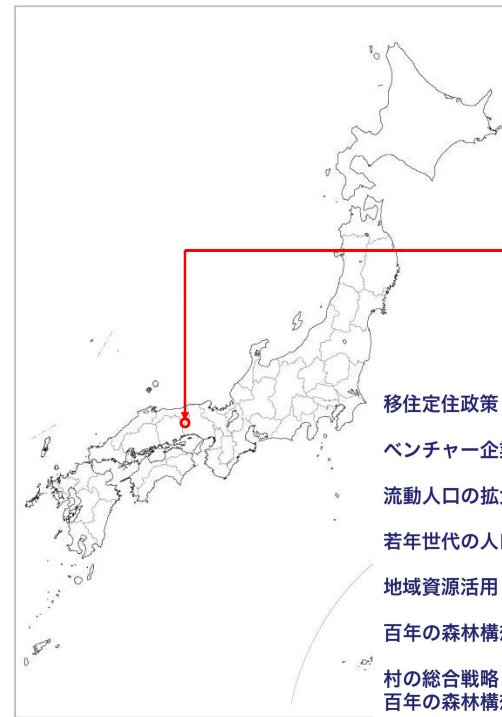 移住定住政策
ベンチャー企業
流動人口の拡
若年世代の人
地域資源活用
百年の森林構
村の総合戦略
百年の森林構